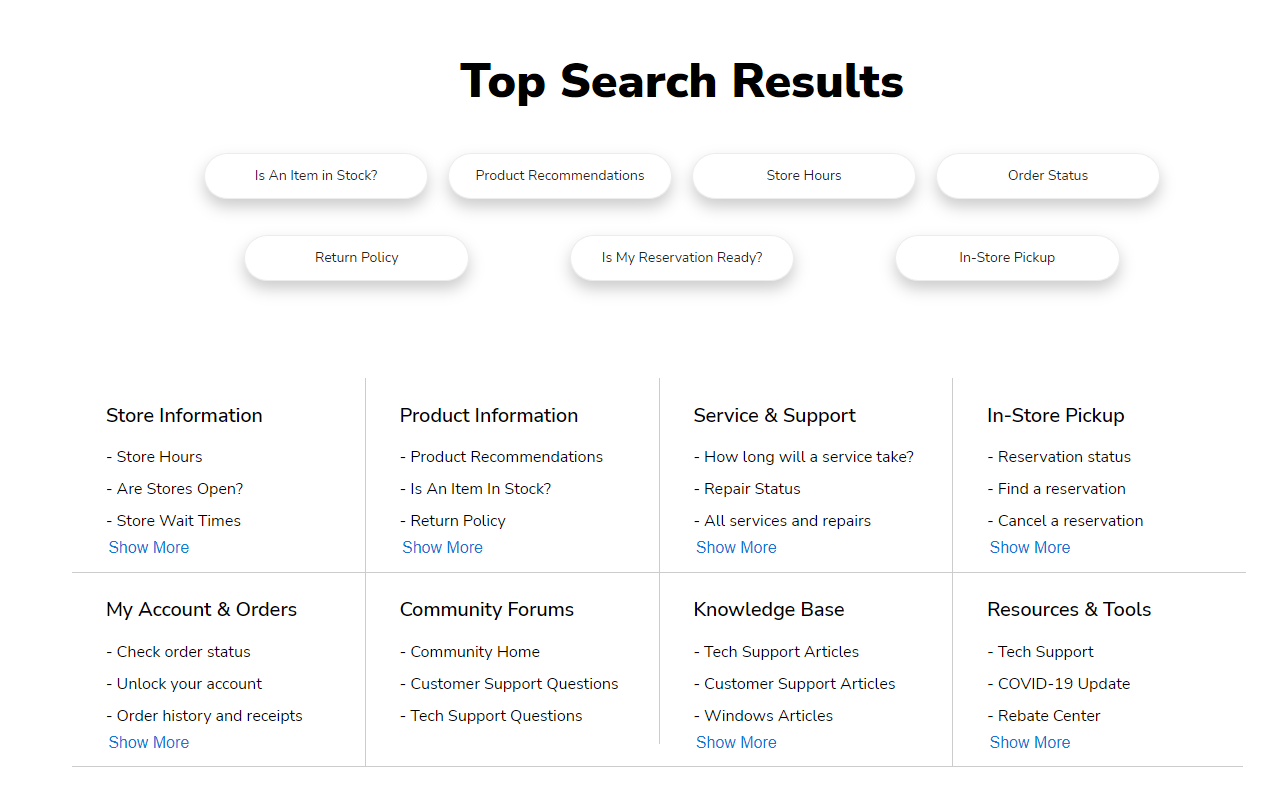 Top Search Results
Is An Item in Stock?
Product Recommendations
Store Hours
Order Status
Return Policy
Is My Reservation Ready?
In-Store Pickup
Store Information
- Store Hours
- Are Stores Open?
- Store Wait Times
Show More
Product Information
- Product Recommendations
- Is An Item In Stock?
- Return Policy
Show More
Service & Support
- How long will a service take?
- Repair Status
- All services and repairs
Show More
In-Store Pickup
- Reservation status
- Find a reservation
- Cancel a reservation
Show More
My Account & Orders
- Check order status
- Unlock your account
- Order history and receipts
Show More
Community Forums
- Community Home
- Customer Support Questions
- Tech Support Questions
Knowledge Base
- Tech Support Articles
- Customer Support Articles
- Windows Articles
Show More
Resources & Tools
- Tech Support
- COVID-19 Update
- Rebate Center
Show More